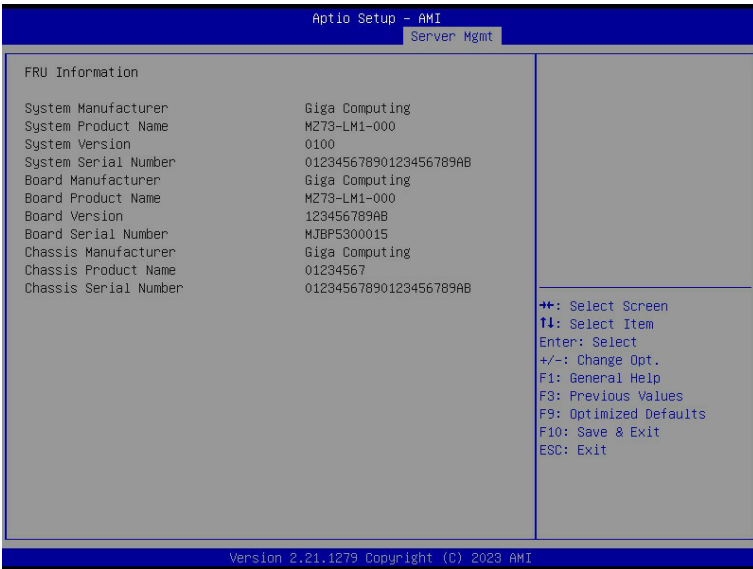 Aptio Setup – AMI
Server Mgmt
FRU Information
System Manufacturer Giga Computing
System Product Name MZ73-LM1-000
System Version 0100
System Serial Number 01234567890123456789AB
Board Manufacturer Giga Computing
Board Product Name MZ73-LM1-000
Board Version 123456789AB
Board Serial Number MJBP5300015
Chassis Manufacturer Giga Computing
Chassis Product Name 01234567
Chassis Serial Number 01234567890123456789AB
→←: Select Screen
↑↓: Select Item
Enter: Select
+/-: Change Opt.
F1: General Help
F3: Previous Values
F9: Optimized Defaults
F10: Save & Exit
ESC: Exit
Version 2.21.1279 Copyright (C) 2023 AMI